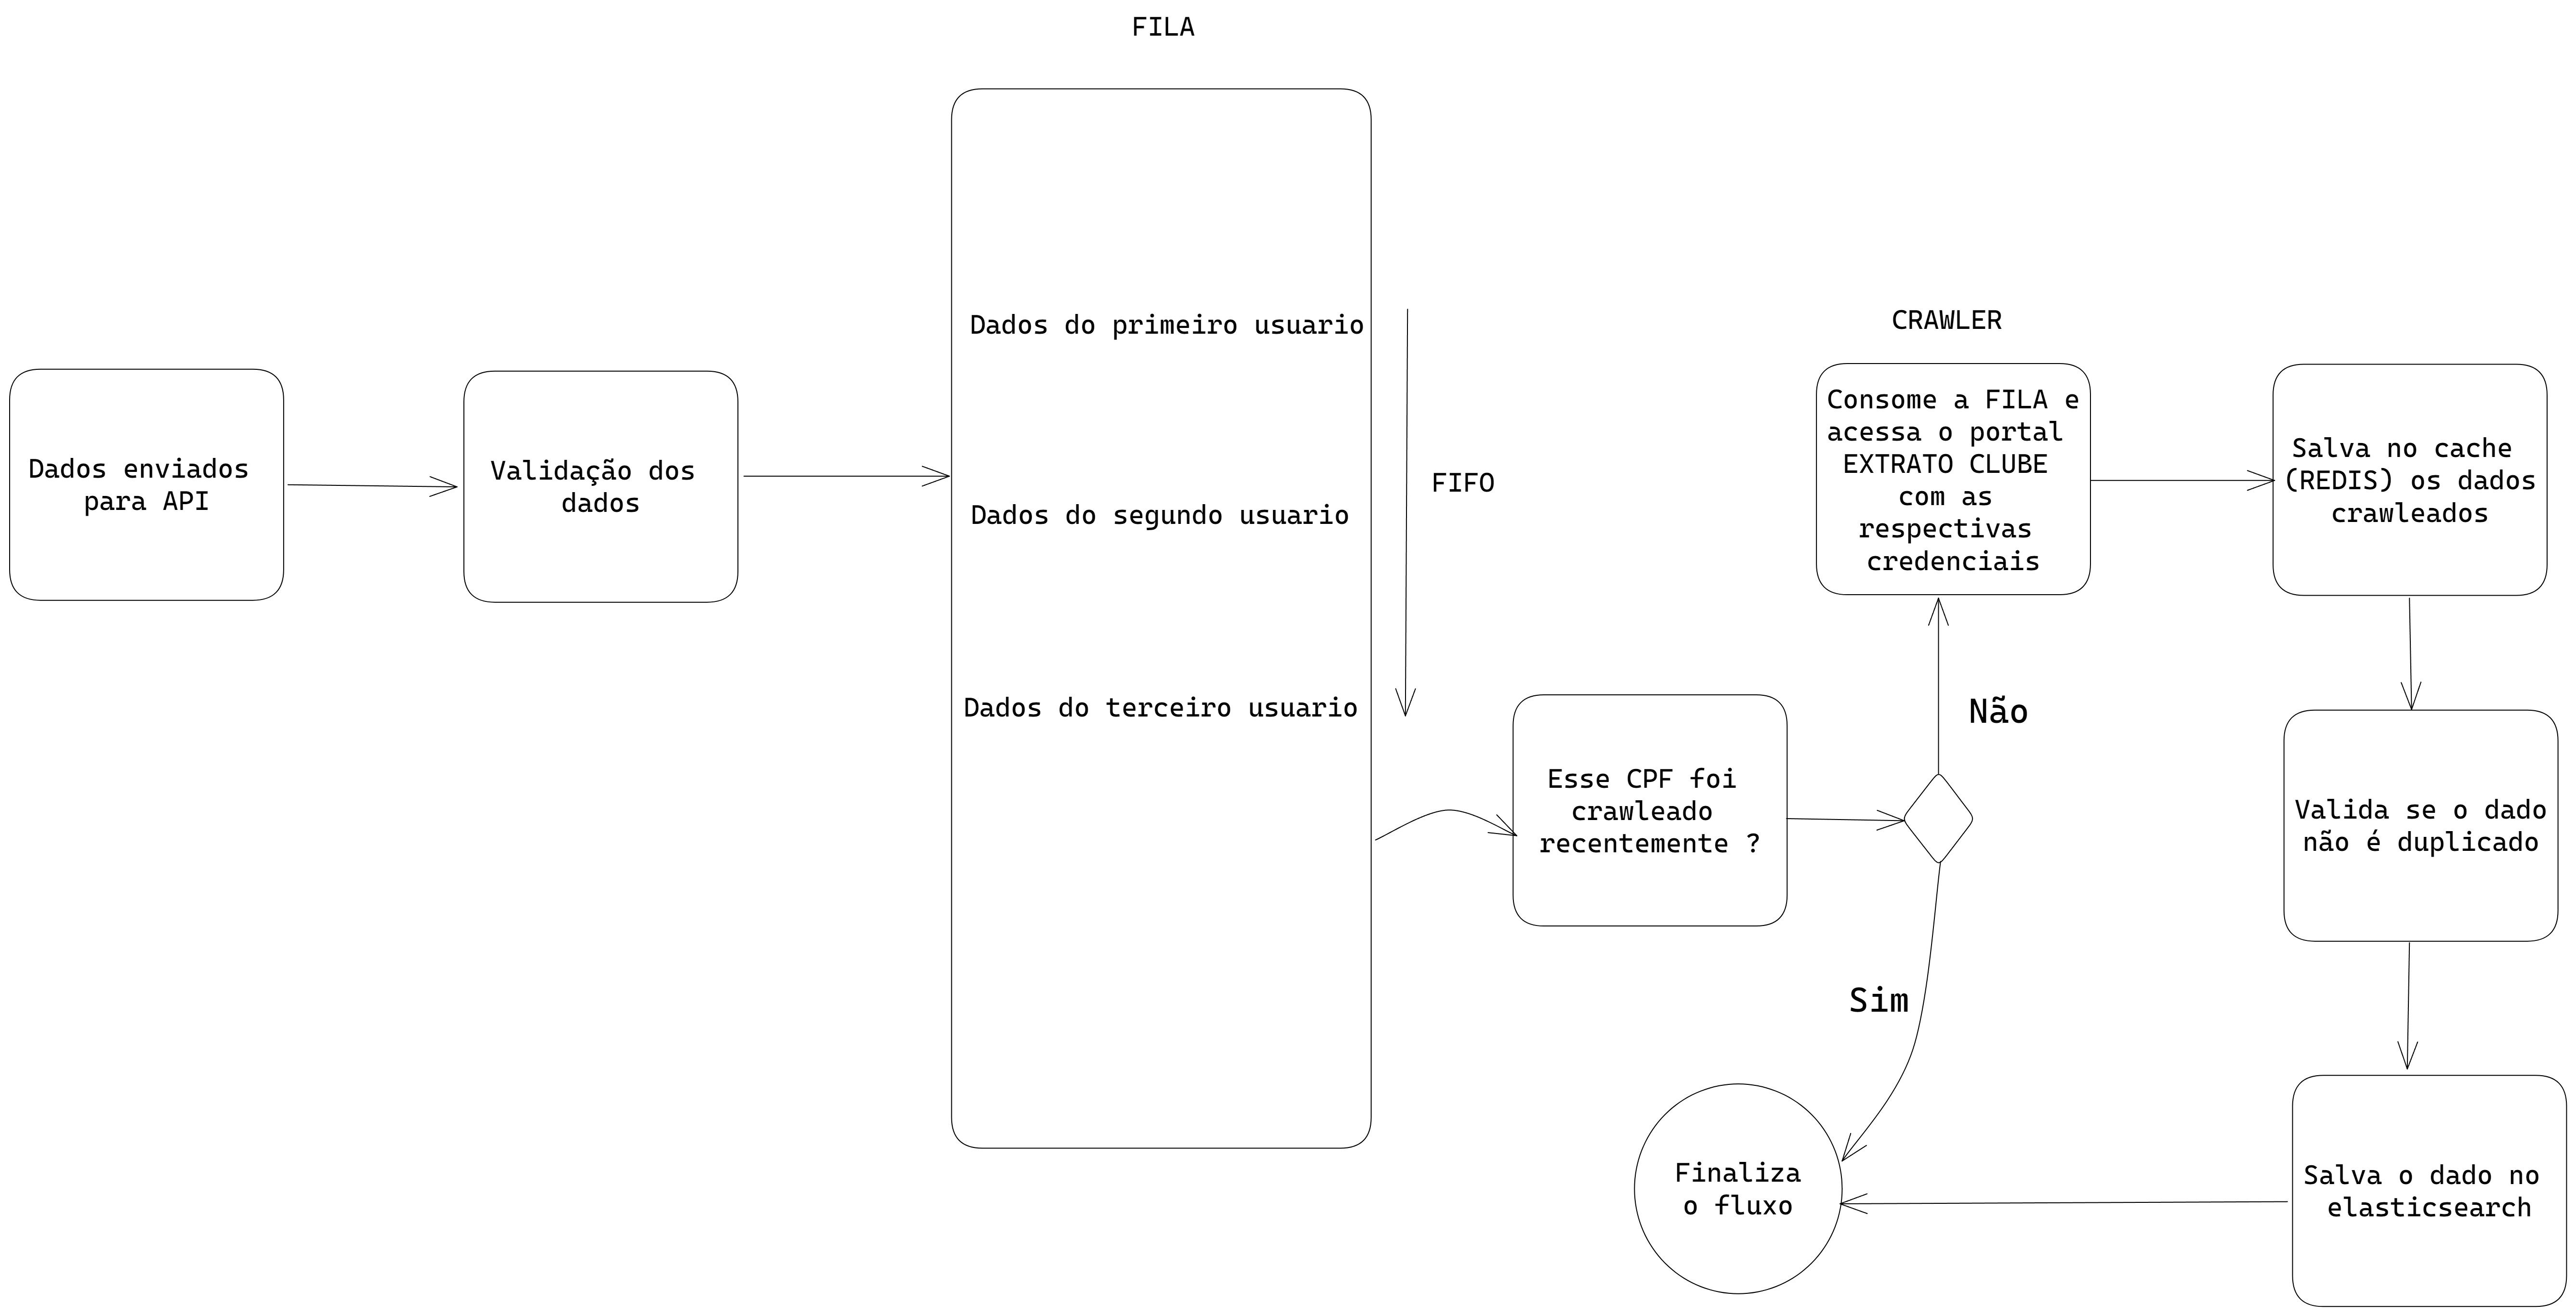 FILA
Dados enviados
para API
Validação dos
dados
Dados do primeiro usuario
Dados do segundo usuario
Dados do terceiro usuario
FIFO
Esse CPF foi
crawleado
recentemente ?
Não
Sim
CRAWLER
Consome a FILA e
acessa o portal
EXTRATO CLUBE
com as
respectivas
credenciais
Salva no cache
(REDIS) os dados
crawleados
Valida se o dado
não é duplicado
Salva o dado no
elasticsearch
Finaliza
o fluxo